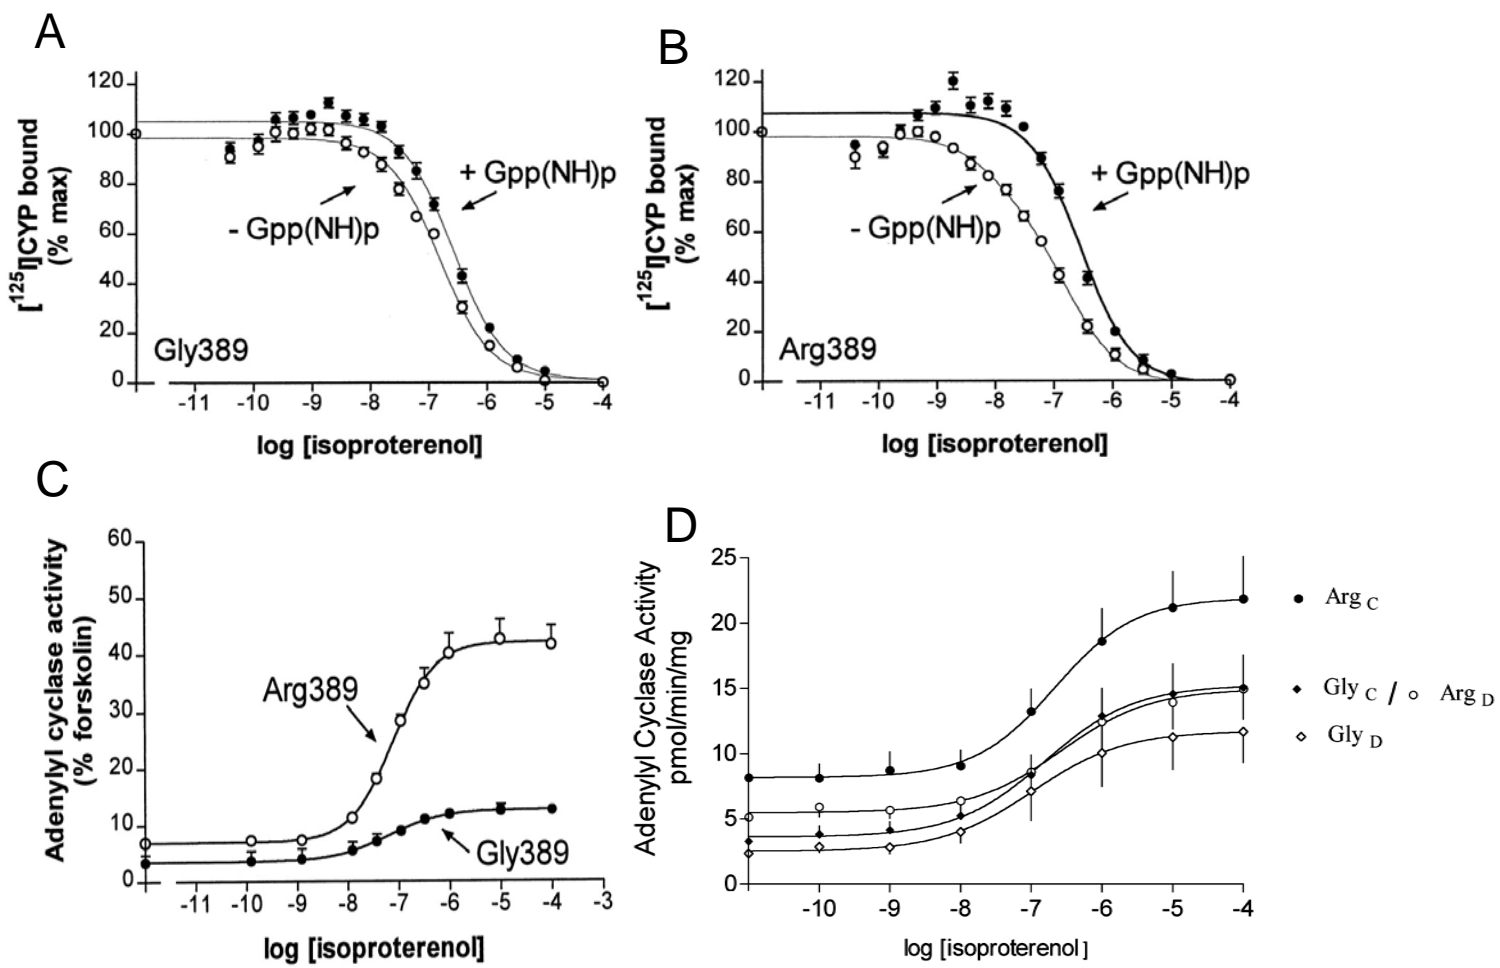 A
[125I]CYP bound
(% max)
120
100
80
60
40
20
0
+ Gpp(NH)p
- Gpp(NH)p
Gly389
-11 -10 -9 -8 -7 -6 -5 -4
log [isoproterenol]
B
[125I]CYP bound
(% max)
120
100
80
60
40
20
0
+ Gpp(NH)p
- Gpp(NH)p
Arg389
-11 -10 -9 -8 -7 -6 -5 -4
log [isoproterenol]
C
Adenylyl cyclase activity
(% forskolin)
60
50
40
30
20
10
0
Arg389
Gly389
-11 -10 -9 -8 -7 -6 -5 -4 -3
log [isoproterenol]
D
Adenylyl Cyclase Activity
pmol/min/mg
25
20
15
10
5
0
Arg C
Gly C / Arg D
Gly D
-10 -9 -8 -7 -6 -5 -4
log [isoproterenol]